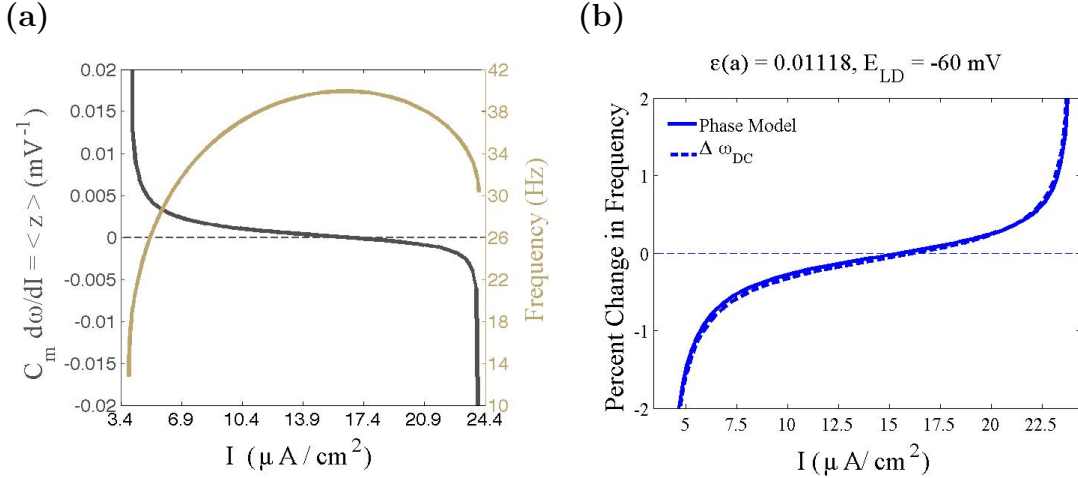 (a)
0.02
0.015
0.01
0.005
0
-0.005
-0.01
-0.015
-0.02
C_m dω/dI = < z > (mV^-1)
42
38
34
30
26
22
18
14
10
Frequency (Hz)
3.4 6.9 10.4 13.9 17.4 20.9 24.4
I (μ A / cm^2)
(b)
ε(a) = 0.01118, E_LD = -60 mV
Phase Model
Δ ω_DC
2
1
0
-1
-2
Percent Change in Frequency
5 7.5 10 12.5 15 17.5 20 22.5
I (μ A/ cm^2)